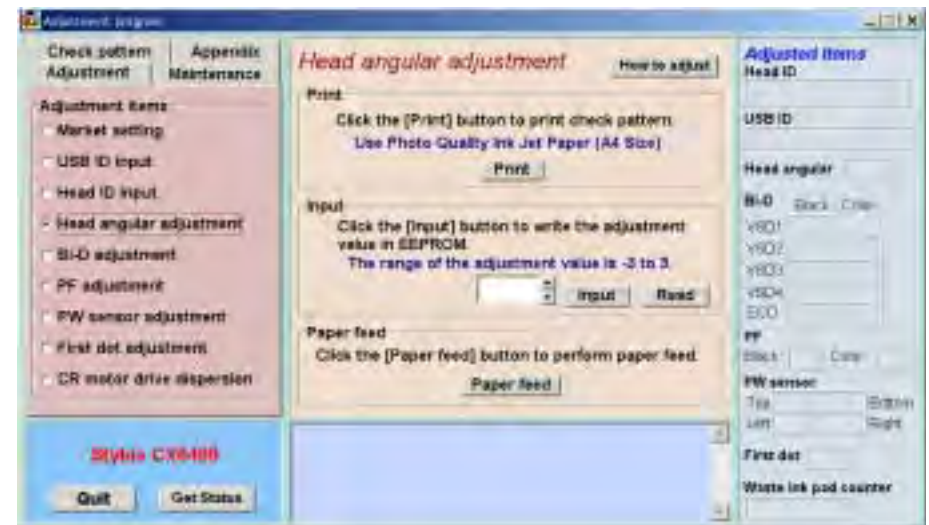 Adjustment program
Check pattern Appendix
Adjustment Maintenance
Adjustment items
Market setting
USB ID input
Head ID input
Head angular adjustment
Bi-D adjustment
PF adjustment
PW sensor adjustment
First dot adjustment
CR motor drive dispersion
Stylus CX6400
Quit Get Status
Head angular adjustment How to adjust
Print
Click the [Print] button to print check pattern.
Use Photo Quality Ink Jet Paper (A4 Size)
Print
Input
Click the [Input] button to write the adjustment
value in EEPROM.
The range of the adjustment value is -3 to 3.
Input Read
Paper feed
Click the [Paper feed] button to perform paper feed.
Paper feed
Adjusted items
Head ID
USB ID
Head angular
Bi-D Black Color
VSD1
VSD2
VSD3
VSD4
ECO
PF
Black Color
PW sensor
Top Bottom
Left Right
First dot
Waste ink pad counter